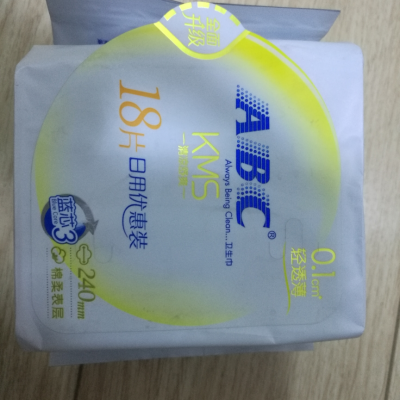 全面
升级
ABC®
Always Being Clean... 卫生巾
KMS
18片日用优惠装
0.1cm
轻透薄
蓝芯3
240mm
棉柔表层